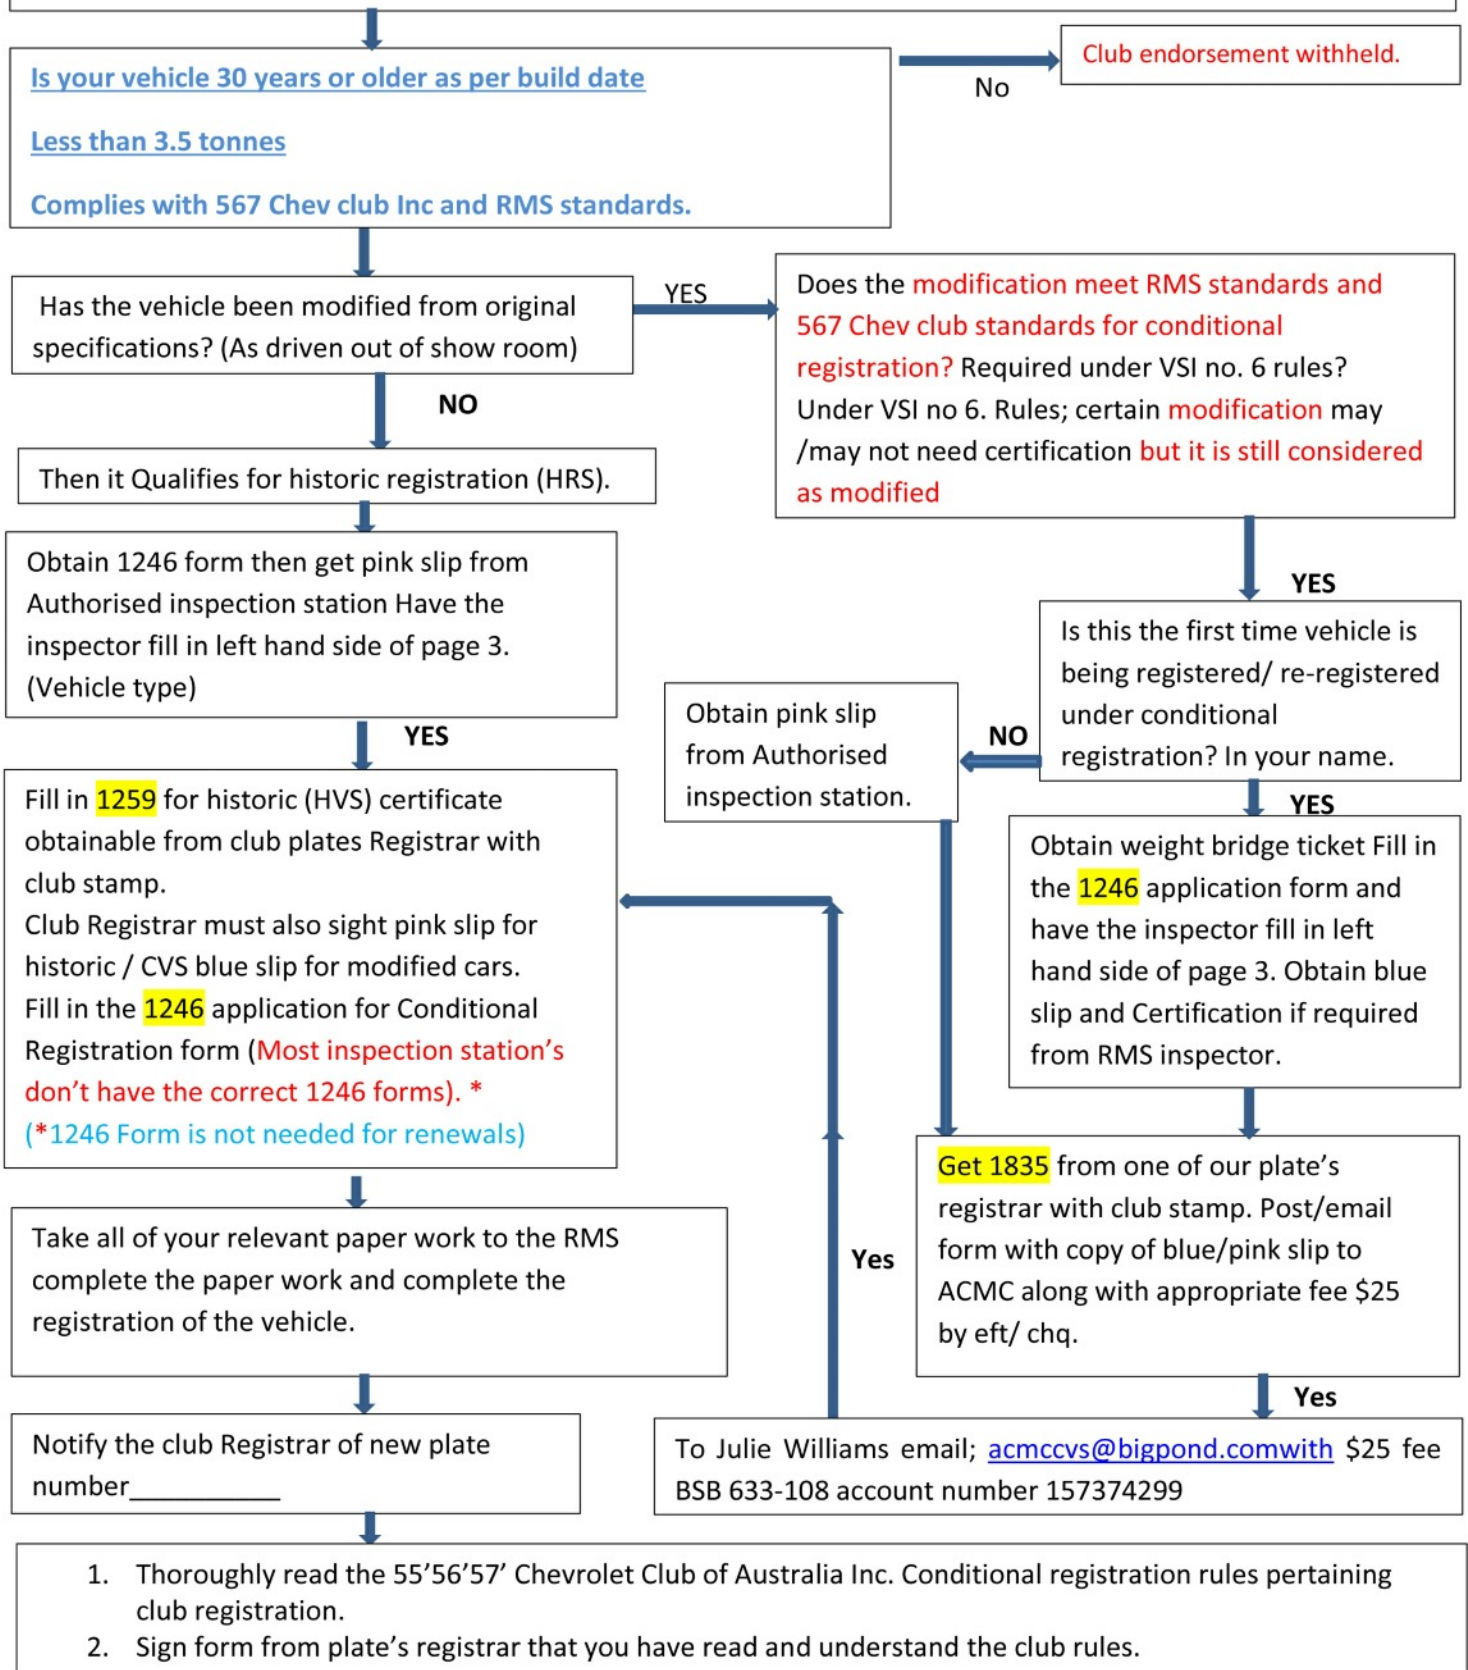 Is your vehicle 30 years or older as per build date
Less than 3.5 tonnes
Complies with 567 Chev club Inc and RMS standards.
No
Club endorsement withheld.
Has the vehicle been modified from original
specifications? (As driven out of show room)
YES
Does the modification meet RMS standards and
567 Chev club standards for conditional
registration? Required under VSI no. 6 rules?
Under VSI no 6. Rules; certain modification may
/may not need certification but it is still considered
as modified
NO
Then it Qualifies for historic registration (HRS).
Obtain 1246 form then get pink slip from
Authorised inspection station Have the
inspector fill in left hand side of page 3.
(Vehicle type)
YES
YES
Is this the first time vehicle is
being registered/ re-registered
under conditional
registration? In your name.
NO
Obtain pink slip
from Authorised
inspection station.
YES
Obtain weight bridge ticket Fill in
the 1246 application form and
have the inspector fill in left
hand side of page 3. Obtain blue
slip and Certification if required
from RMS inspector.
Fill in 1259 for historic (HVS) certificate
obtainable from club plates Registrar with
club stamp.
Club Registrar must also sight pink slip for
historic / CVS blue slip for modified cars.
Fill in the 1246 application for Conditional
Registration form (Most inspection station's
don't have the correct 1246 forms). *
(*1246 Form is not needed for renewals)
Get 1835 from one of our plate's
registrar with club stamp. Post/email
form with copy of blue/pink slip to
ACMC along with appropriate fee $25
by eft/ chq.
Yes
Yes
To Julie Williams email; acmccvs@bigpond.comwith $25 fee
BSB 633-108 account number 157374299
Take all of your relevant paper work to the RMS
complete the paper work and complete the
registration of the vehicle.
Notify the club Registrar of new plate
number__________
1. Thoroughly read the 55'56'57' Chevrolet Club of Australia Inc. Conditional registration rules pertaining
club registration.
2. Sign form from plate's registrar that you have read and understand the club rules.